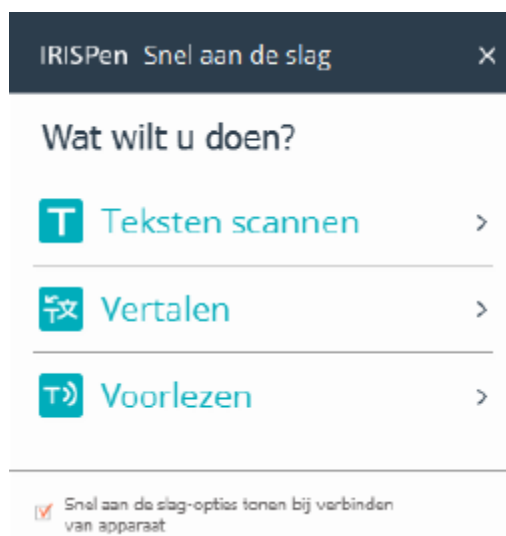 IRISPen Snel aan de slag
Wat wilt u doen?
Teksten scannen
Vertalen
Voorlezen
Snel aan de slag-opties tonen bij verbinden
van apparaat